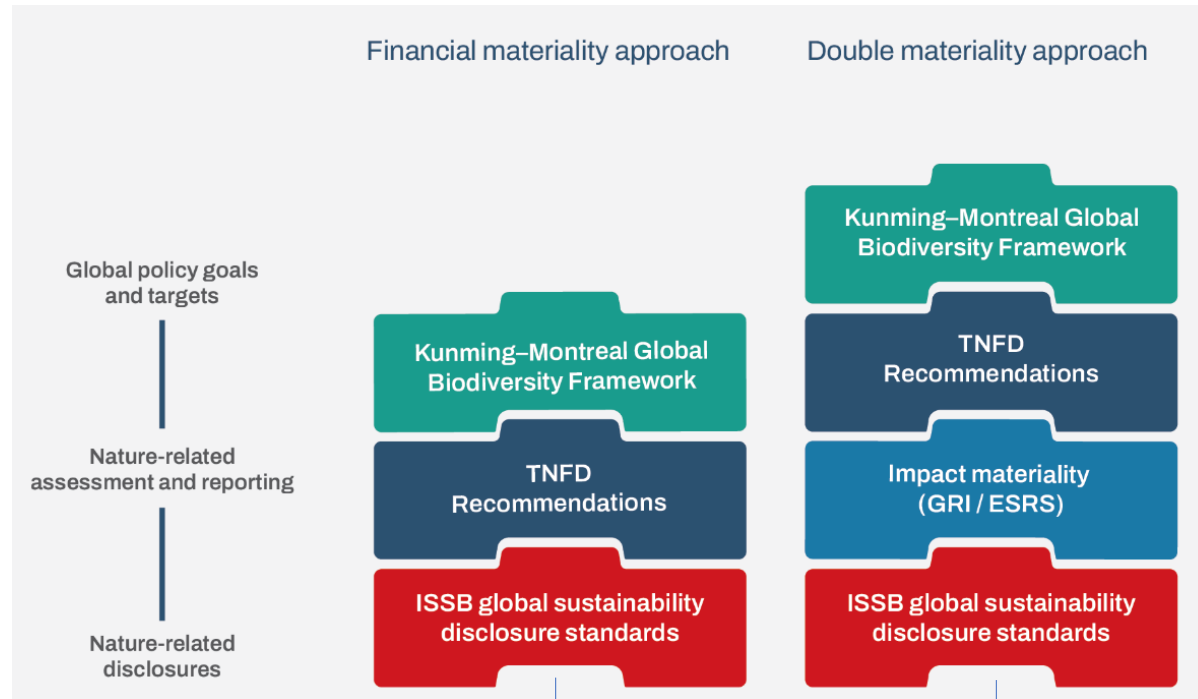 Financial materiality approach
Double materiality approach
Global policy goals
and targets
Nature-related
assessment and reporting
Nature-related
disclosures
Kunming–Montreal Global
Biodiversity Framework
TNFD
Recommendations
ISSB global sustainability
disclosure standards
Kunming–Montreal Global
Biodiversity Framework
TNFD
Recommendations
Impact materiality
(GRI / ESRS)
ISSB global sustainability
disclosure standards